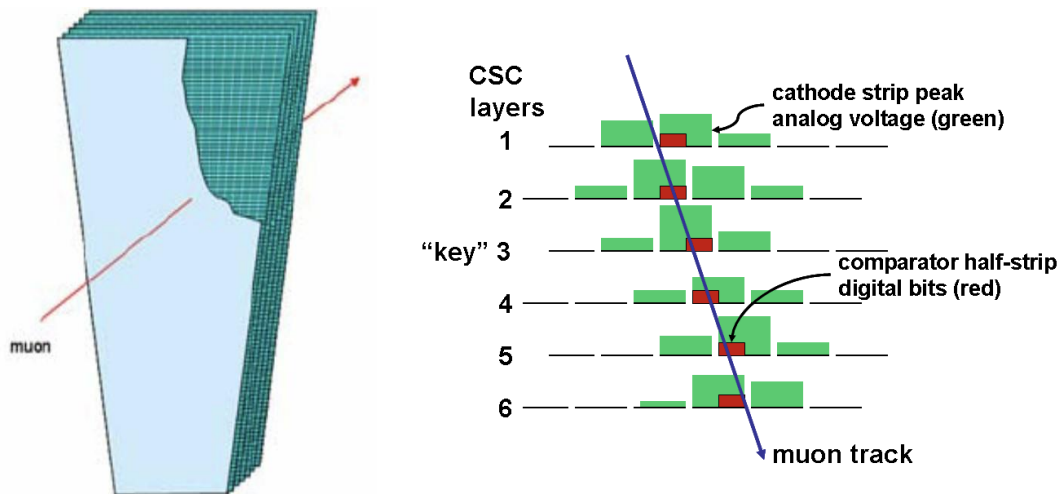 muon
CSC
layers
1
2
“key” 3
4
5
6
cathode strip peak
analog voltage (green)
comparator half-strip
digital bits (red)
muon track